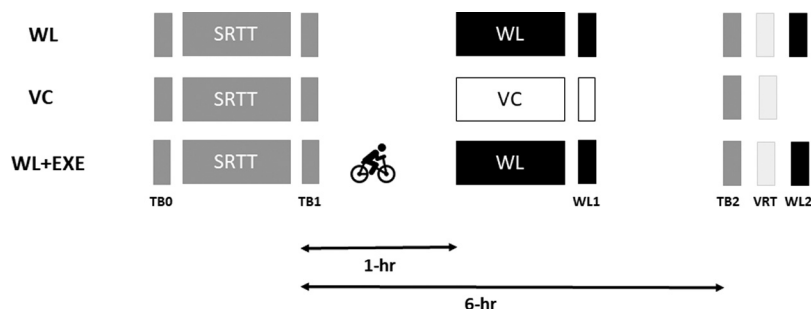 WL SRTT WL
VC SRTT VC
WL+EXE SRTT WL
TB0 TB1 WL1 TB2 VRT WL2
1-hr
6-hr